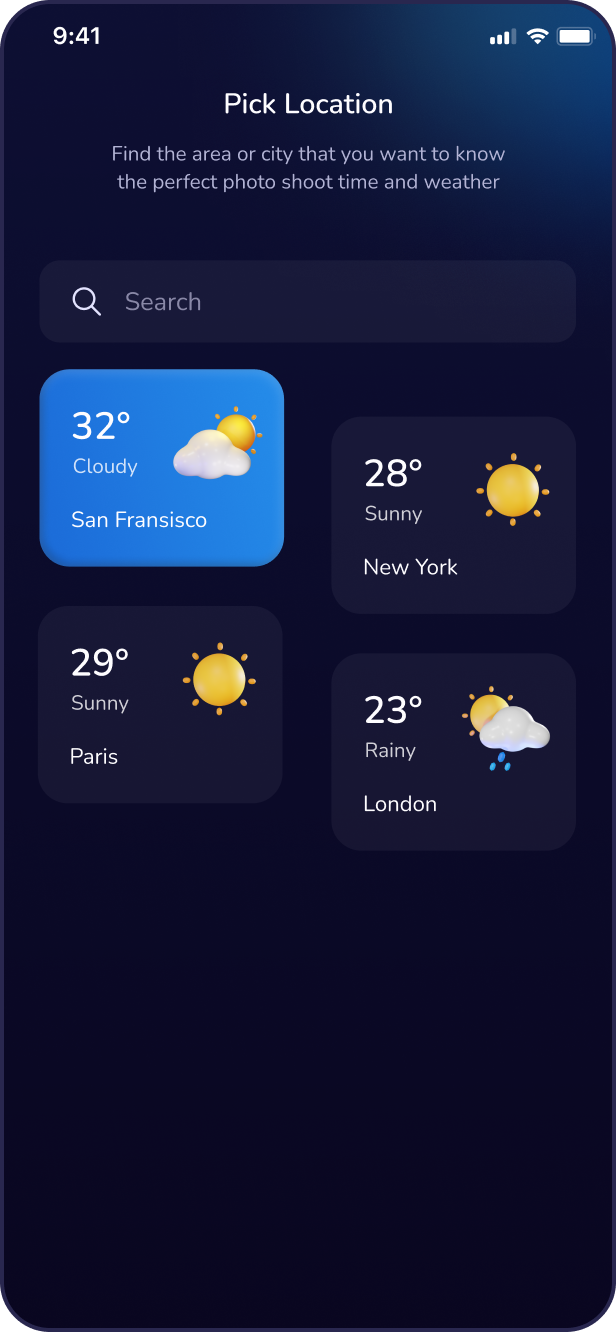 9:41
Pick Location
Find the area or city that you want to know
the perfect photo shoot time and weather
Search
32°
Cloudy
San Fransisco
28°
Sunny
New York
29°
Sunny
Paris
23°
Rainy
London